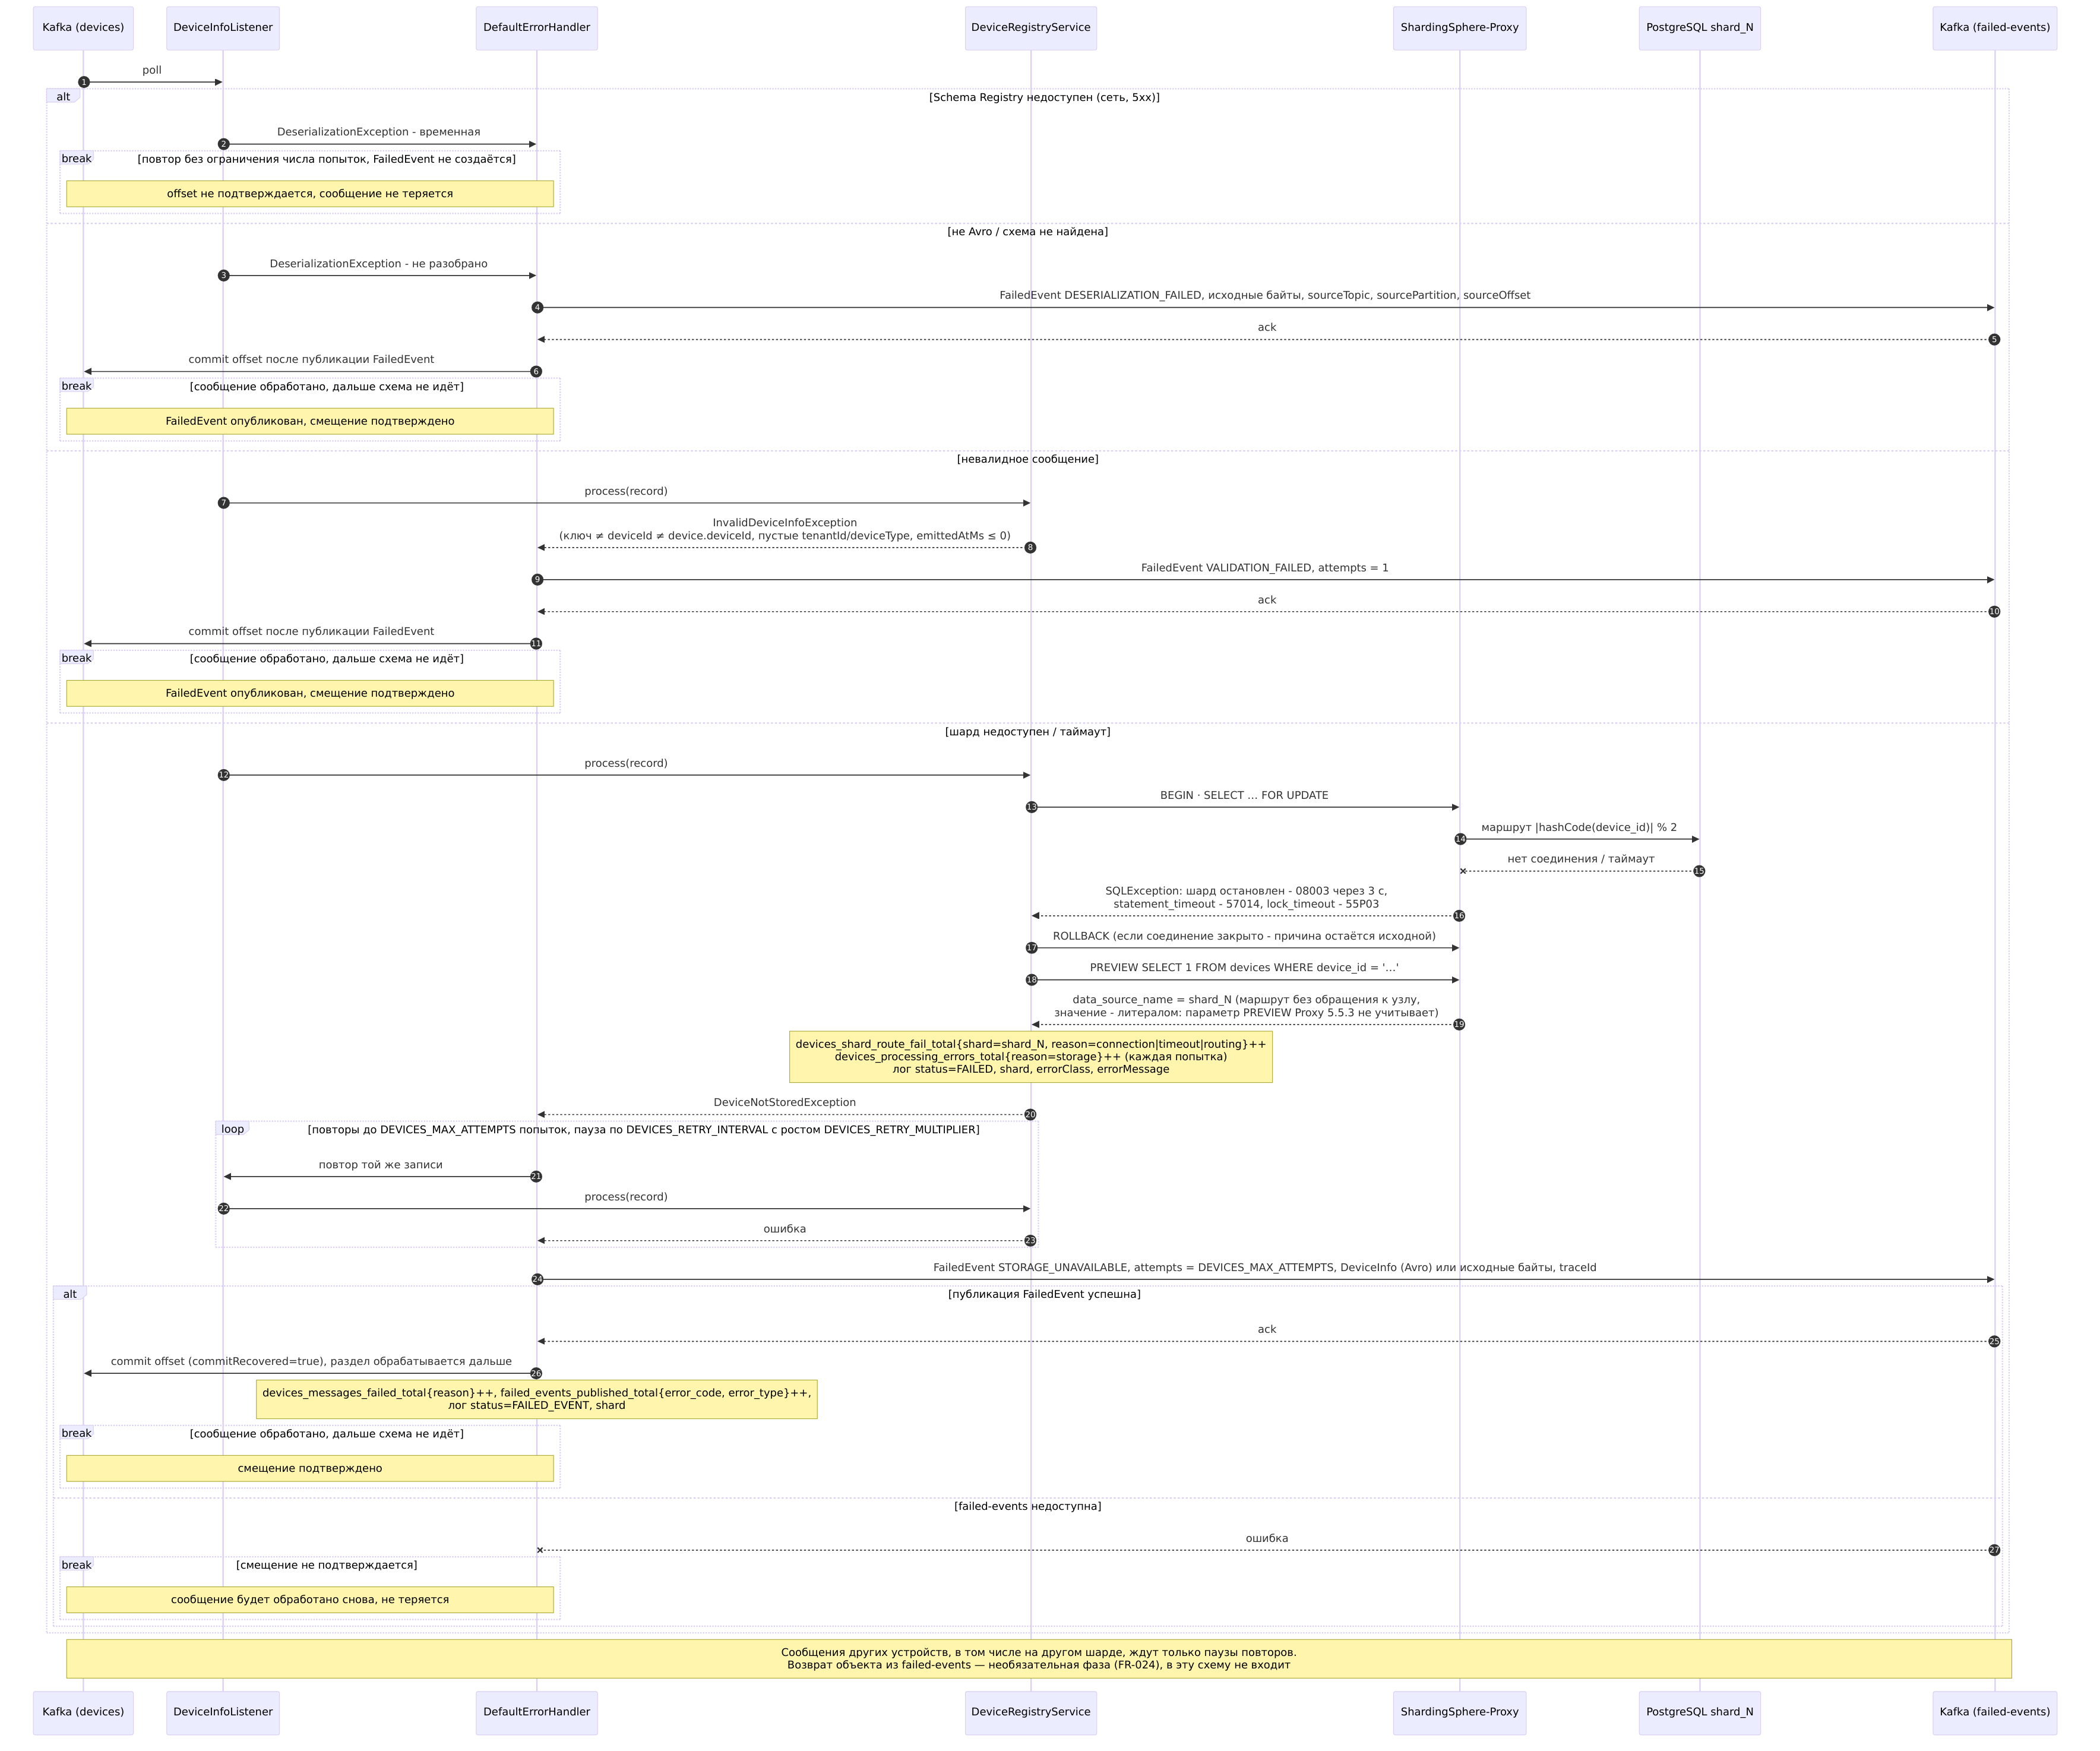 Kafka (devices)
DeviceInfoListener
DefaultErrorHandler
DeviceRegistryService
ShardingSphere-Proxy
PostgreSQL shard_N
Kafka (failed-events)
poll
1
alt
[Schema Registry недоступен (сеть, 5xx)]
DeserializationException - временная
2
break
[повтор без ограничения числа попыток, FailedEvent не создаётся]
offset не подтверждается, сообщение не теряется
[не Avro / схема не найдена]
DeserializationException - не разобрано
3
FailedEvent DESERIALIZATION_FAILED, исходные байты, sourceTopic, sourcePartition, sourceOffset
4
ack
5
commit offset после публикации FailedEvent
6
break
[сообщение обработано, дальше схема не идёт]
FailedEvent опубликован, смещение подтверждено
[невалидное сообщение]
process(record)
7
InvalidDeviceInfoException
(ключ ≠ deviceId ≠ device.deviceId, пустые tenantId/deviceType, emittedAtMs ≤ 0)
8
FailedEvent VALIDATION_FAILED, attempts = 1
9
ack
10
commit offset после публикации FailedEvent
11
break
[сообщение обработано, дальше схема не идёт]
FailedEvent опубликован, смещение подтверждено
[шард недоступен / таймаут]
process(record)
12
BEGIN · SELECT … FOR UPDATE
13
маршрут |hashCode(device_id)| % 2
14
нет соединения / таймаут
15
SQLException: шард остановлен - 08003 через 3 с,
statement_timeout - 57014, lock_timeout - 55P03
16
ROLLBACK (если соединение закрыто - причина остаётся исходной)
17
PREVIEW SELECT 1 FROM devices WHERE device_id = '…'
18
data_source_name = shard_N (маршрут без обращения к узлу,
значение - литералом: параметр PREVIEW Proxy 5.5.3 не учитывает)
19
devices_shard_route_fail_total{shard=shard_N, reason=connection|timeout|routing}++
devices_processing_errors_total{reason=storage}++ (каждая попытка)
лог status=FAILED, shard, errorClass, errorMessage
DeviceNotStoredException
20
loop
[повторы до DEVICES_MAX_ATTEMPTS попыток, пауза по DEVICES_RETRY_INTERVAL с ростом DEVICES_RETRY_MULTIPLIER]
повтор той же записи
21
process(record)
22
ошибка
23
FailedEvent STORAGE_UNAVAILABLE, attempts = DEVICES_MAX_ATTEMPTS, DeviceInfo (Avro) или исходные байты, traceId
24
alt
[публикация FailedEvent успешна]
ack
25
commit offset (commitRecovered=true), раздел обрабатывается дальше
26
devices_messages_failed_total{reason}++, failed_events_published_total{error_code, error_type}++,
лог status=FAILED_EVENT, shard
break
[сообщение обработано, дальше схема не идёт]
смещение подтверждено
[failed-events недоступна]
ошибка
27
break
[смещение не подтверждается]
сообщение будет обработано снова, не теряется
Сообщения других устройств, в том числе на другом шарде, ждут только паузы повторов.
Возврат объекта из failed-events — необязательная фаза (FR-024), в эту схему не входит
Kafka (devices)
DeviceInfoListener
DefaultErrorHandler
DeviceRegistryService
ShardingSphere-Proxy
PostgreSQL shard_N
Kafka (failed-events)